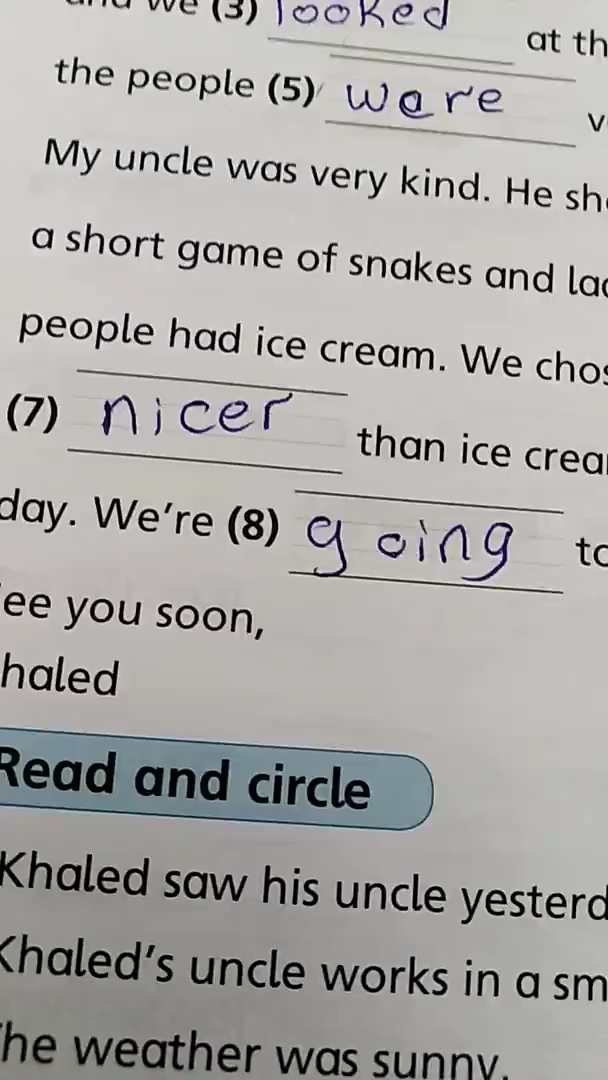 we (3) looked at th
the people (5) were v
My uncle was very kind. He sh
a short game of snakes and lad
people had ice cream. We chos
(7) nicer than ice crea
day. We're (8) going to
ee you soon,
haled
Read and circle
Khaled saw his uncle yesterd
Khaled's uncle works in a sm
he weather was sunny.